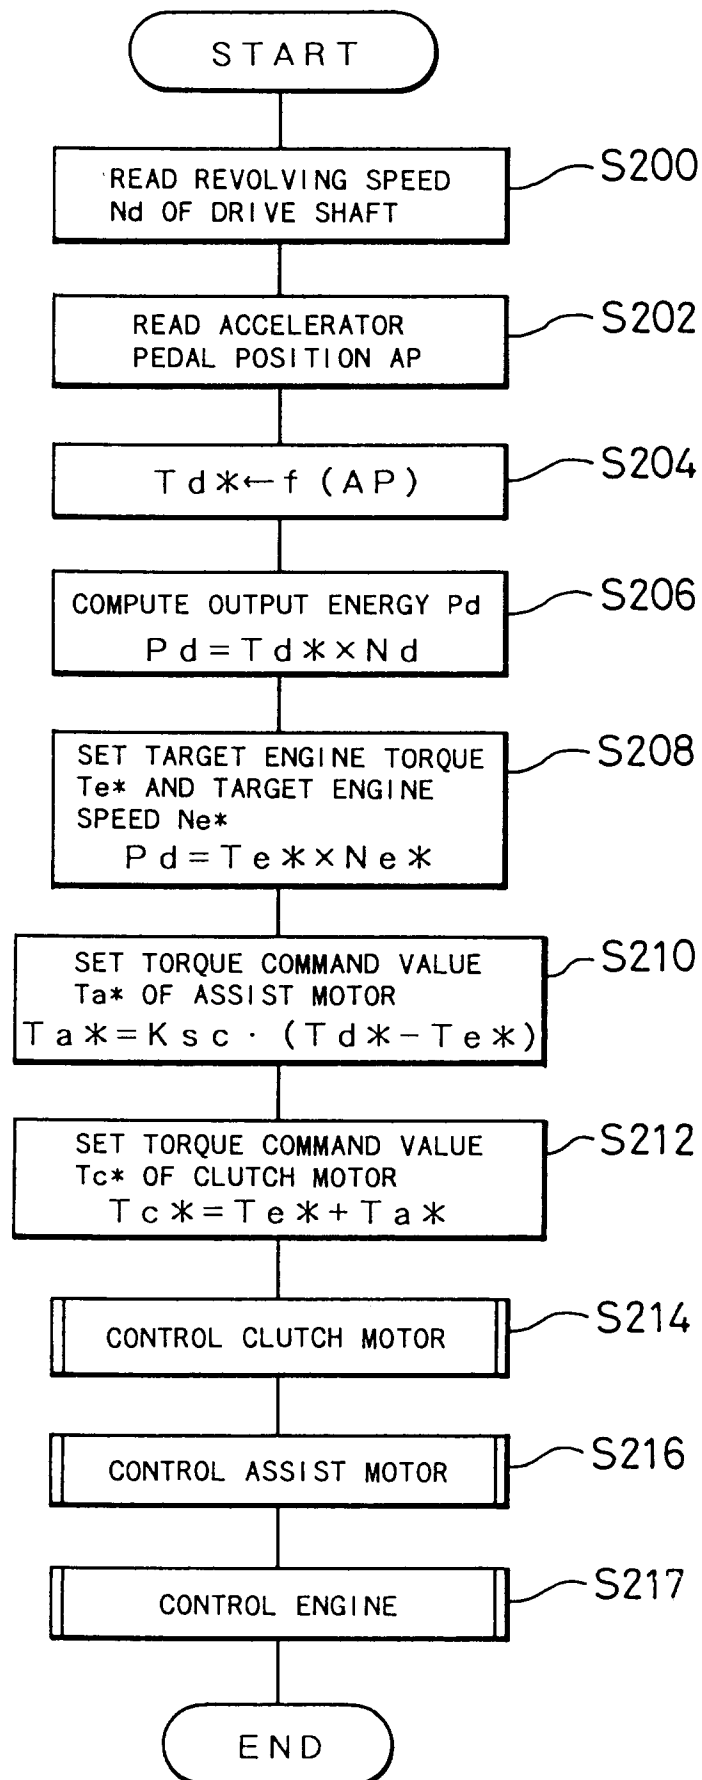 START
READ REVOLVING SPEED
Nd OF DRIVE SHAFT
S200
READ ACCELERATOR
PEDAL POSITION AP
S202
Td*←f(AP)
S204
COMPUTE OUTPUT ENERGY Pd
Pd=Td*×Nd
S206
SET TARGET ENGINE TORQUE
Te* AND TARGET ENGINE
SPEED Ne*
Pd=Te*×Ne*
S208
SET TORQUE COMMAND VALUE
Ta* OF ASSIST MOTOR
Ta*=Ksc·(Td*-Te*)
S210
SET TORQUE COMMAND VALUE
Tc* OF CLUTCH MOTOR
Tc*=Te*+Ta*
S212
CONTROL CLUTCH MOTOR
S214
CONTROL ASSIST MOTOR
S216
CONTROL ENGINE
S217
END